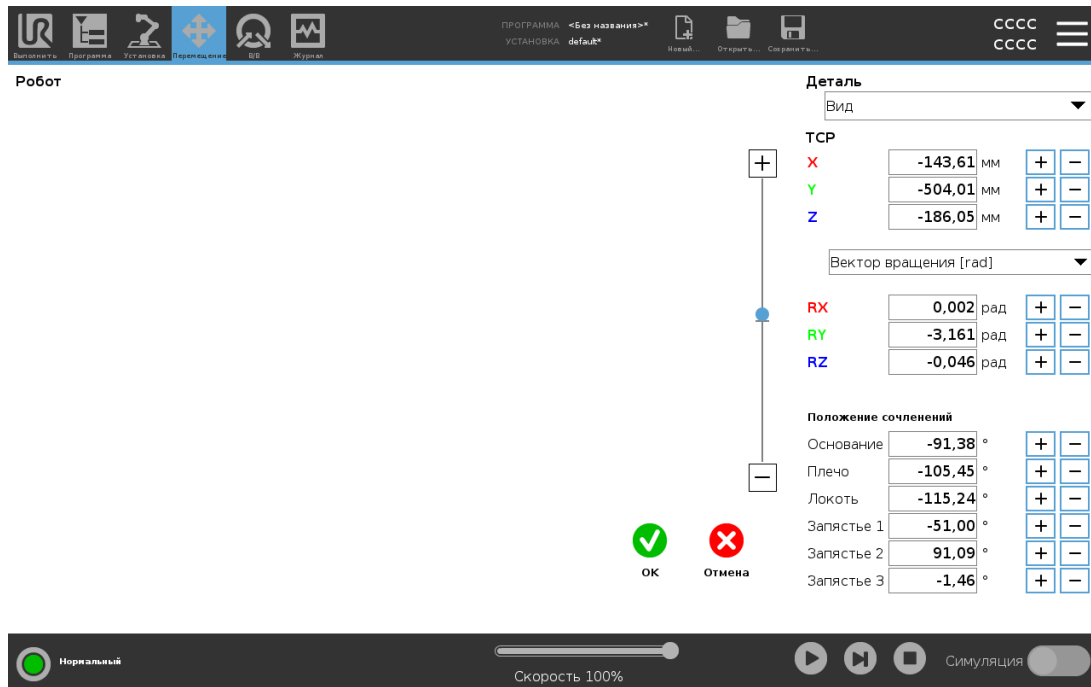 UR
Выполнить Программа Установка Перемещение В/В Журнал
ПРОГРАММА <Без названия>*
УСТАНОВКА default*
Новый... Открыть... Сохранить...
CCCC
CCCC
Робот
Деталь
Вид
TCP
X -143,61 мм + −
Y -504,01 мм + −
Z -186,05 мм + −
Вектор вращения [rad]
RX 0,002 рад + −
RY -3,161 рад + −
RZ -0,046 рад + −
Положение сочленений
Основание -91,38 ° + −
Плечо -105,45 ° + −
Локоть -115,24 ° + −
Запястье 1 -51,00 ° + −
Запястье 2 91,09 ° + −
Запястье 3 -1,46 ° + −
OK Отмена
Нормальный
Скорость 100%
Симуляция